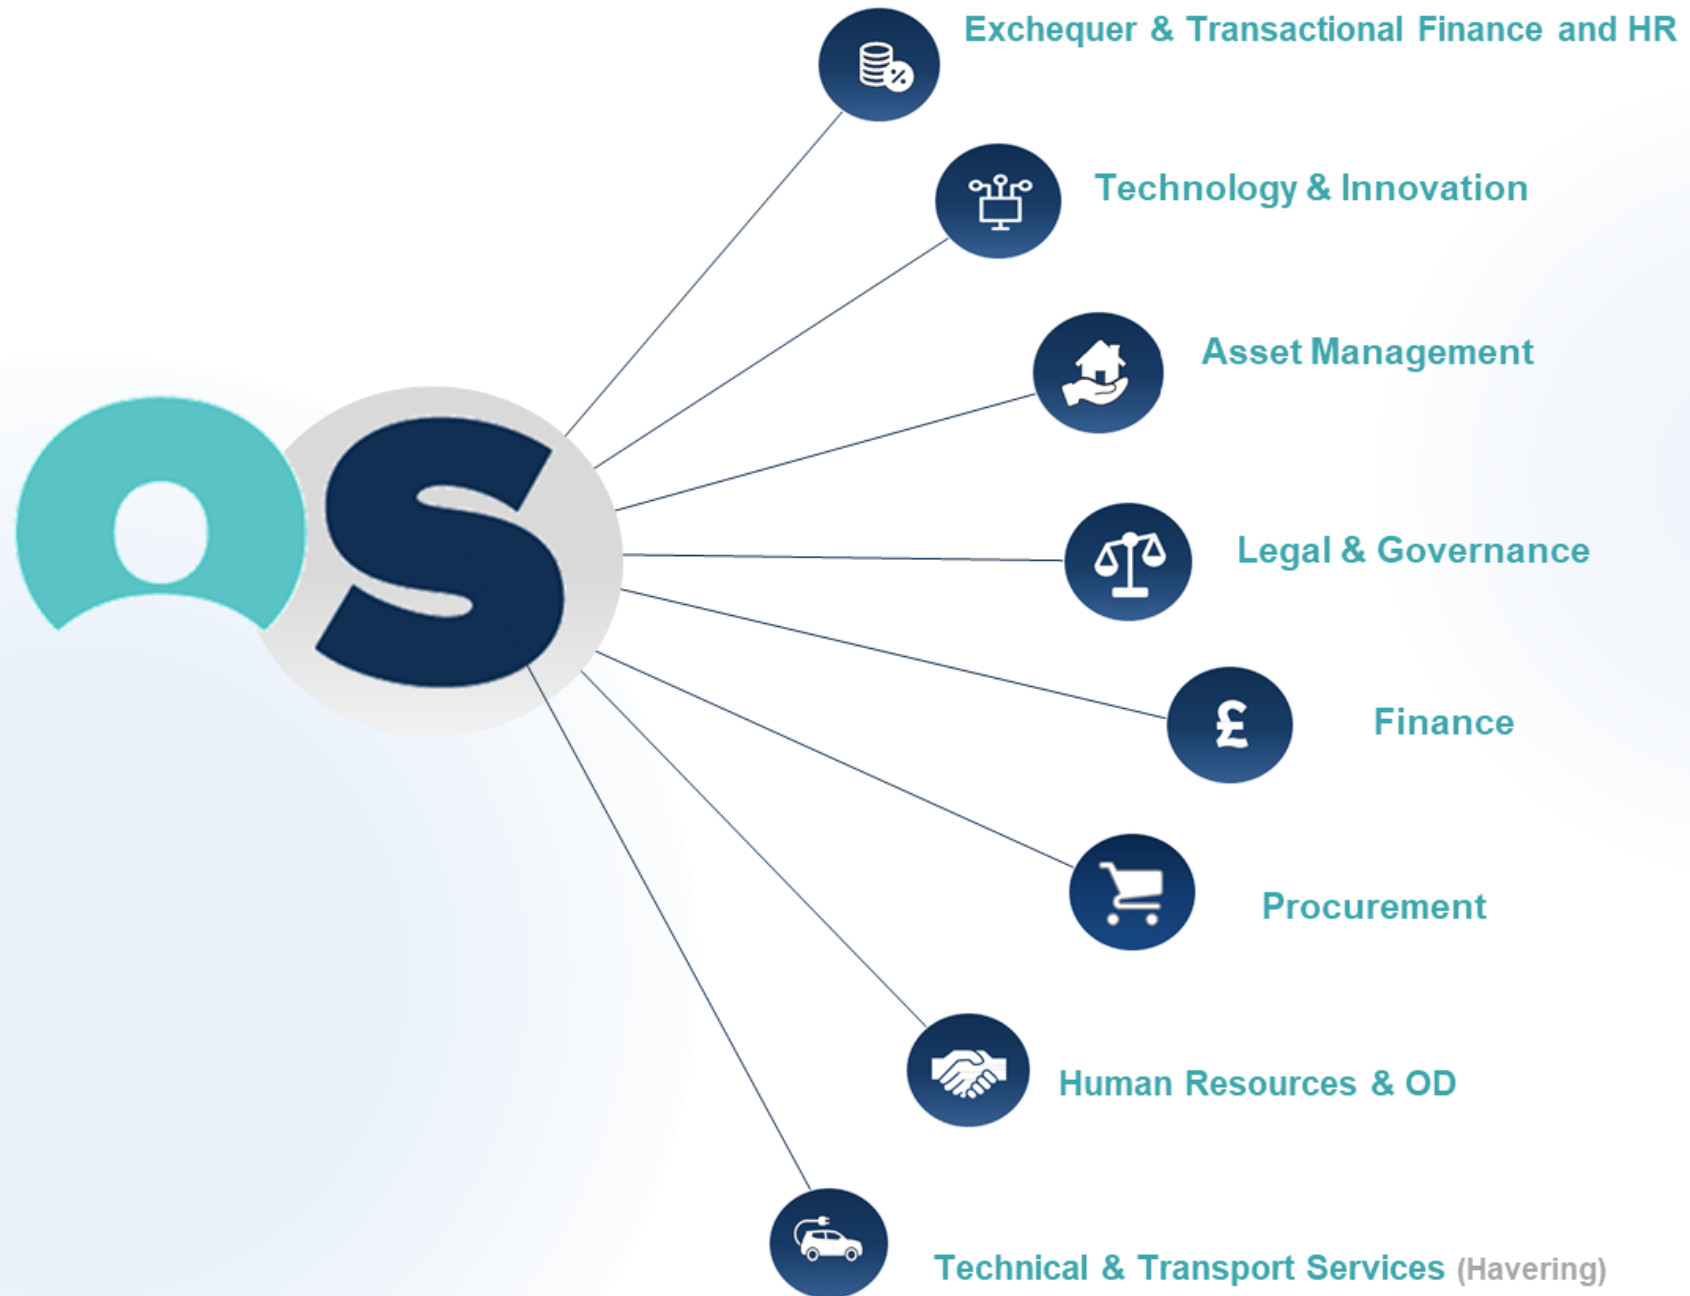 Exchequer & Transactional Finance and HR
Technology & Innovation
Asset Management
OS
Legal & Governance
£
Finance
Procurement
Human Resources & OD
Technical & Transport Services (Havering)